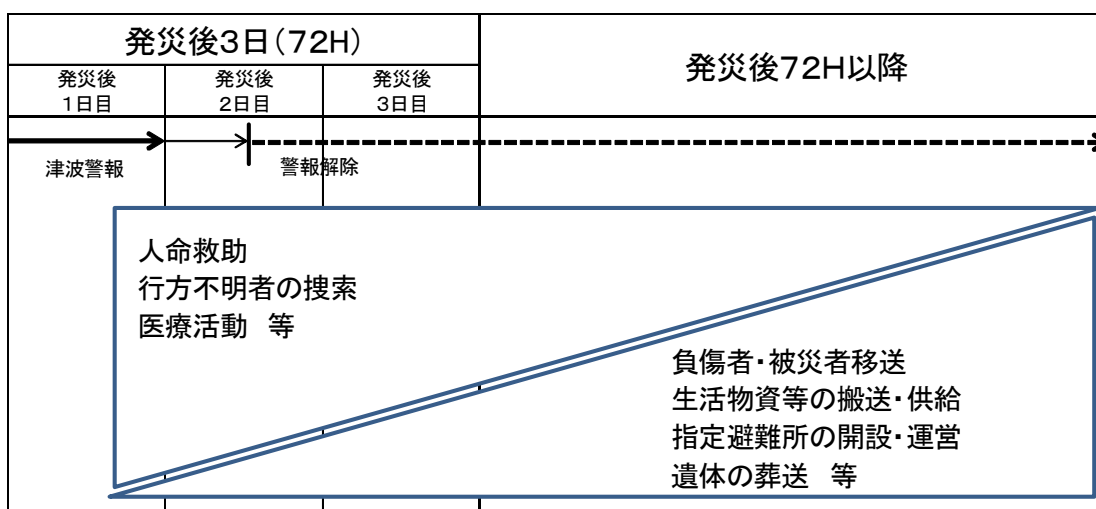 発災後3日(72H)
発災後72H以降
発災後
1日目
発災後
2日目
発災後
3日目
津波警報
警報解除
人命救助
行方不明者の捜索
医療活動　等
負傷者・被災者移送
生活物資等の搬送・供給
指定避難所の開設・運営
遺体の葬送　等